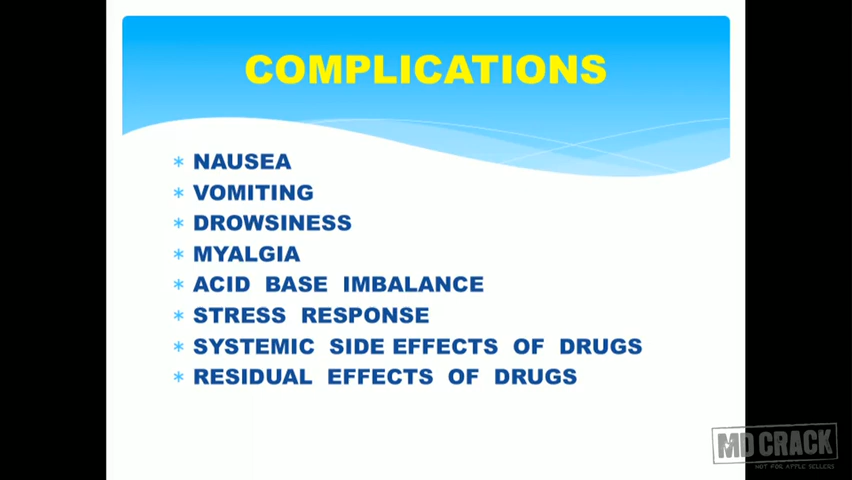 COMPLICATIONS
NAUSEA
VOMITING
DROWSINESS
MYALGIA
ACID BASE IMBALANCE
STRESS RESPONSE
SYSTEMIC SIDE EFFECTS OF DRUGS
RESIDUAL EFFECTS OF DRUGS
MD CRACK
NOT FOR APPLE SELLERS